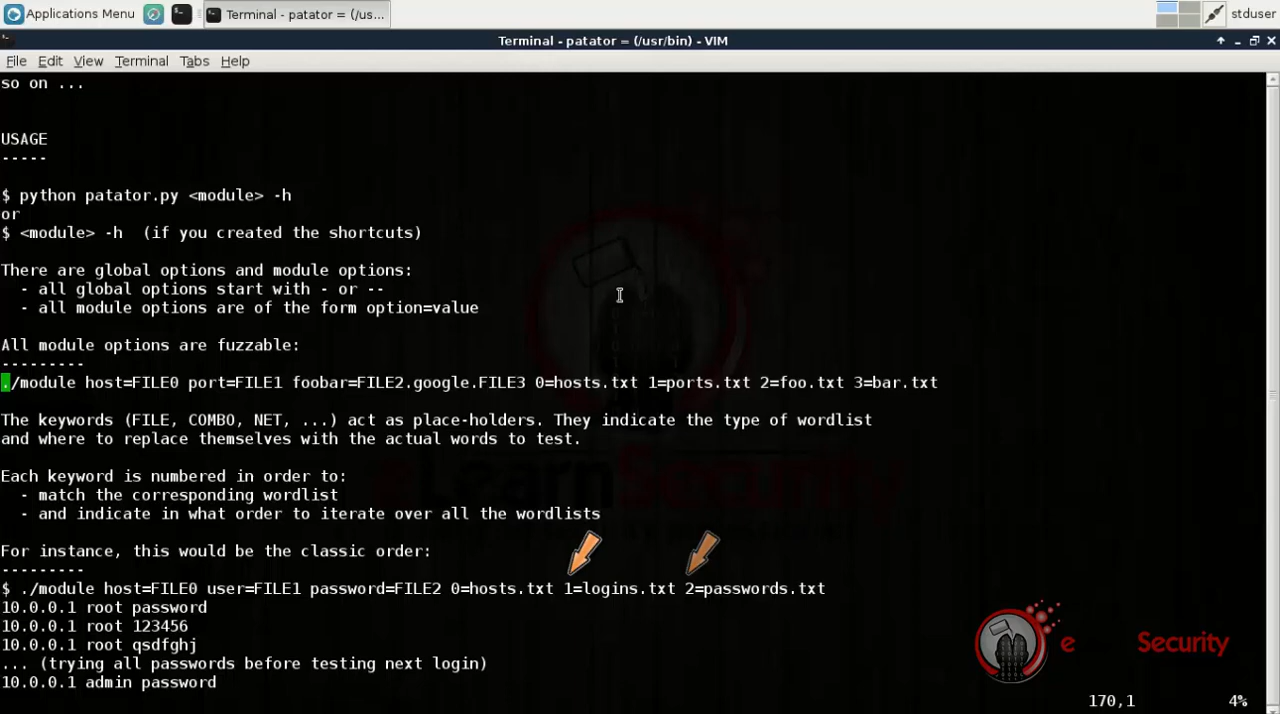 Applications Menu
Terminal - patator = (/us...
stduser
Terminal - patator = (/usr/bin) - VIM
File Edit View Terminal Tabs Help
so on ...
USAGE
-----
$ python patator.py <module> -h
or
$ <module> -h  (if you created the shortcuts)
There are global options and module options:
  - all global options start with - or --
  - all module options are of the form option=value
All module options are fuzzable:
---------
./module host=FILE0 port=FILE1 foobar=FILE2.google.FILE3 0=hosts.txt 1=ports.txt 2=foo.txt 3=bar.txt
The keywords (FILE, COMBO, NET, ...) act as place-holders. They indicate the type of wordlist
and where to replace themselves with the actual words to test.
Each keyword is numbered in order to:
  - match the corresponding wordlist
  - and indicate in what order to iterate over all the wordlists
For instance, this would be the classic order:
---------
$ ./module host=FILE0 user=FILE1 password=FILE2 0=hosts.txt 1=logins.txt 2=passwords.txt
10.0.0.1 root password
10.0.0.1 root 123456
10.0.0.1 root qsdfghj
... (trying all passwords before testing next login)
10.0.0.1 admin password
170,1
4%
eLearnSecurity
e Security